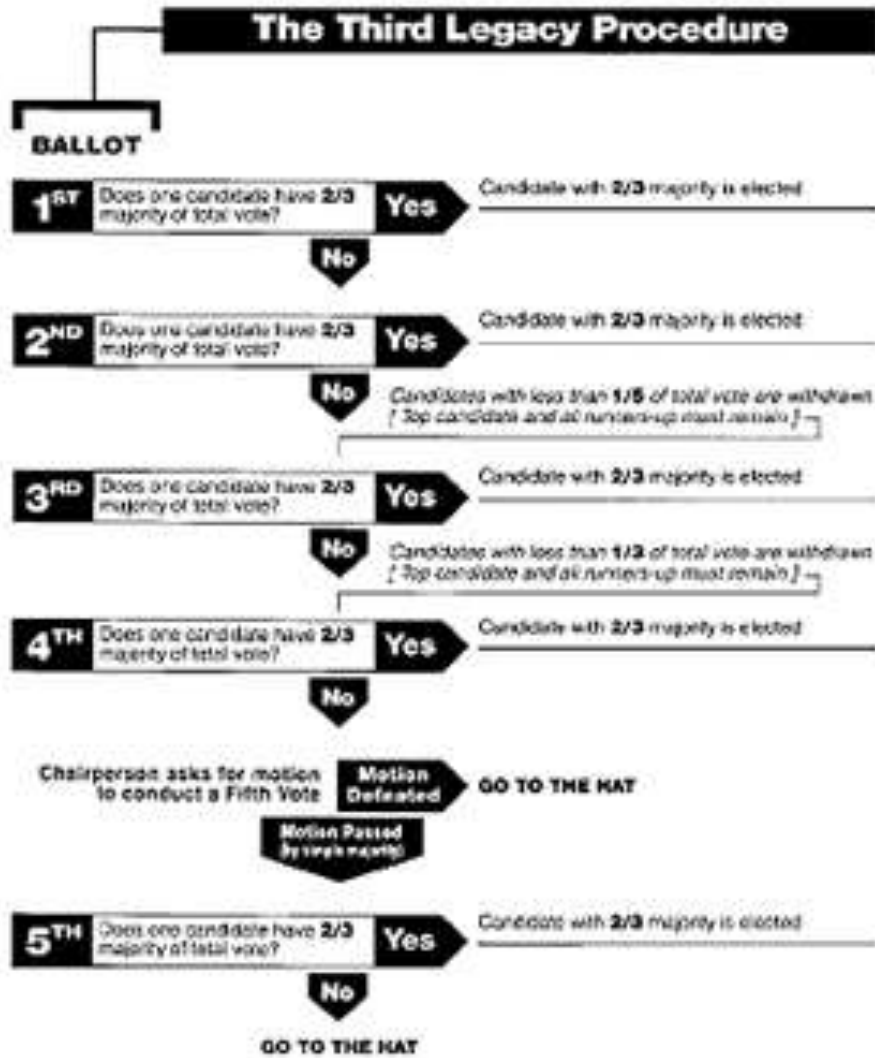 The Third Legacy Procedure
BALLOT
1ST
Does one candidate have 2/3
majority of total vote?
Yes
Candidate with 2/3 majority is elected
No
2ND
Does one candidate have 2/3
majority of total vote?
Yes
Candidate with 2/3 majority is elected
No
Candidates with less than 1/5 of total vote are withdrawn
[ Top candidate and all runners-up must remain ]
3RD
Does one candidate have 2/3
majority of total vote?
Yes
Candidate with 2/3 majority is elected
No
Candidates with less than 1/3 of total vote are withdrawn
[ Top candidate and all runners-up must remain ]
4TH
Does one candidate have 2/3
majority of total vote?
Yes
Candidate with 2/3 majority is elected
No
Chairperson asks for motion
to conduct a Fifth Vote
Motion
Defeated
GO TO THE HAT
Motion Passed
(by simple majority)
5TH
Does one candidate have 2/3
majority of total vote?
Yes
Candidate with 2/3 majority is elected
No
GO TO THE HAT